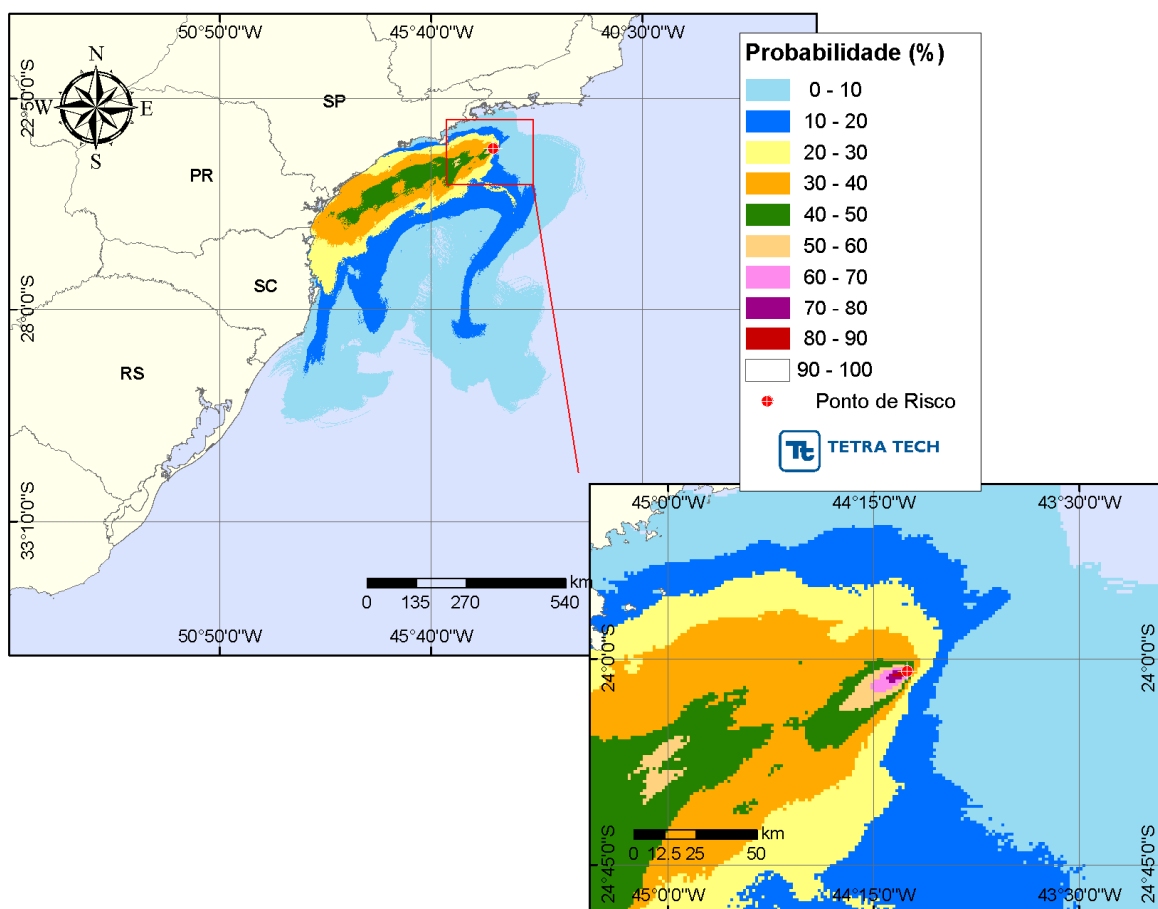 50°50'0"W 45°40'0"W 40°30'0"W
N
W E
S
22°50'0"S
28°0'0"S
33°10'0"S
SP
PR
SC
RS
km
0 135 270 540
50°50'0"W 45°40'0"W
Probabilidade (%)
0 - 10
10 - 20
20 - 30
30 - 40
40 - 50
50 - 60
60 - 70
70 - 80
80 - 90
90 - 100
Ponto de Risco
Tt TETRA TECH
45°0'0"W 44°15'0"W 43°30'0"W
24°0'0"S 24°0'0"S
km
0 12.5 25 50
24°45'0"S 24°45'0"S
45°0'0"W 44°15'0"W 43°30'0"W